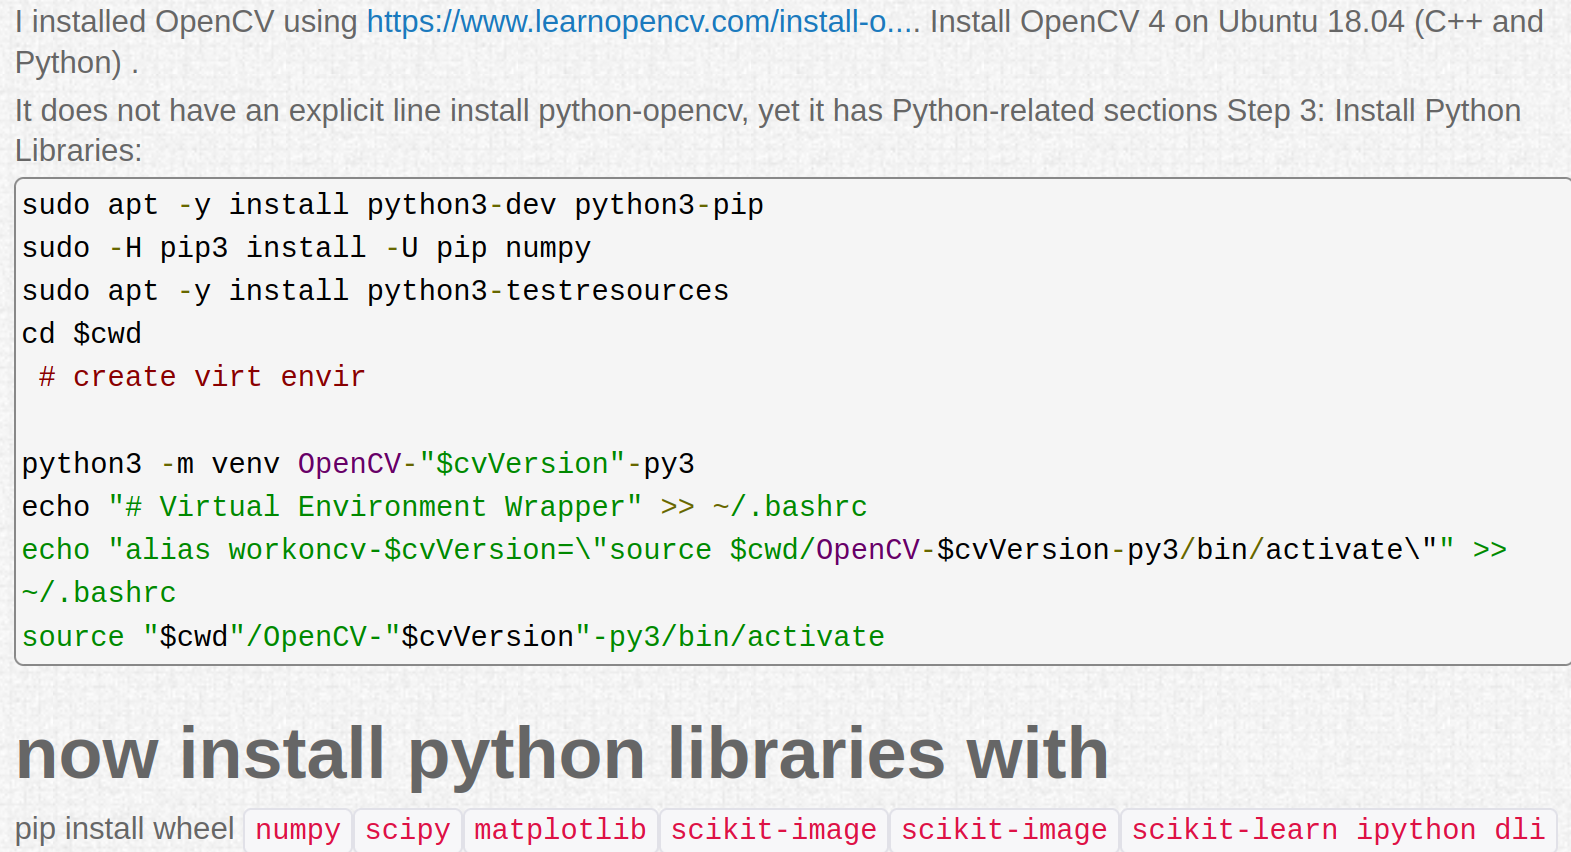 I installed OpenCV using https://www.learnopencv.com/install-o.... Install OpenCV 4 on Ubuntu 18.04 (C++ and
Python) .
It does not have an explicit line install python-opencv, yet it has Python-related sections Step 3: Install Python
Libraries:
sudo apt -y install python3-dev python3-pip
sudo -H pip3 install -U pip numpy
sudo apt -y install python3-testresources
cd $cwd
# create virt envir
python3 -m venv OpenCV-"$cvVersion"-py3
echo "# Virtual Environment Wrapper" >> ~/.bashrc
echo "alias workoncv-$cvVersion=\"source $cwd/OpenCV-$cvVersion-py3/bin/activate\"" >>
~/.bashrc
source "$cwd"/OpenCV-"$cvVersion"-py3/bin/activate
now install python libraries with
pip install wheel numpy scipy matplotlib scikit-image scikit-image scikit-learn ipython dli